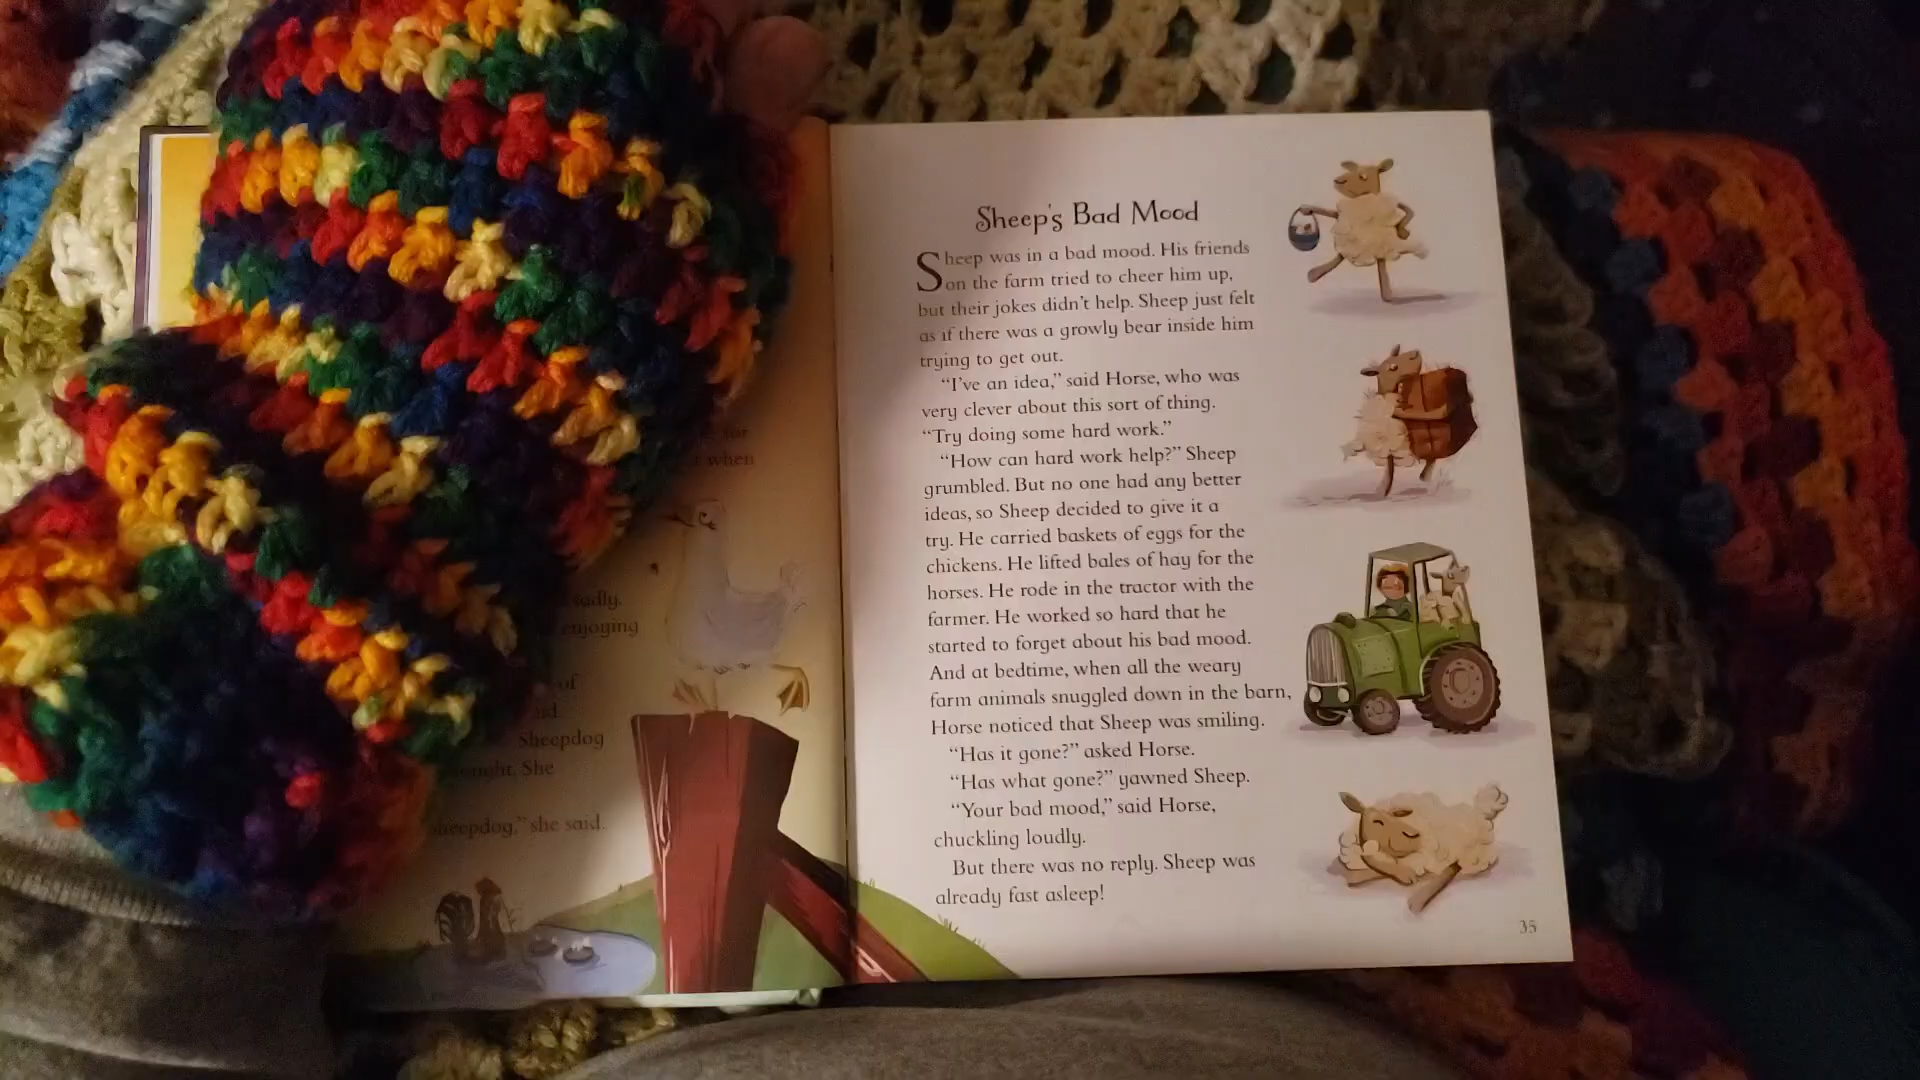 when
sadly.
enjoying
of
Sheepdog
She
she said.
Sheep's Bad Mood
Sheep was in a bad mood. His friends
on the farm tried to cheer him up,
but their jokes didn't help. Sheep just felt
as if there was a growly bear inside him
trying to get out.
“I've an idea,” said Horse, who was
very clever about this sort of thing.
“Try doing some hard work.”
“How can hard work help?” Sheep
grumbled. But no one had any better
ideas, so Sheep decided to give it a
try. He carried baskets of eggs for the
chickens. He lifted bales of hay for the
horses. He rode in the tractor with the
farmer. He worked so hard that he
started to forget about his bad mood.
And at bedtime, when all the weary
farm animals snuggled down in the barn,
Horse noticed that Sheep was smiling.
“Has it gone?” asked Horse.
“Has what gone?” yawned Sheep.
“Your bad mood,” said Horse,
chuckling loudly.
But there was no reply. Sheep was
already fast asleep!
35